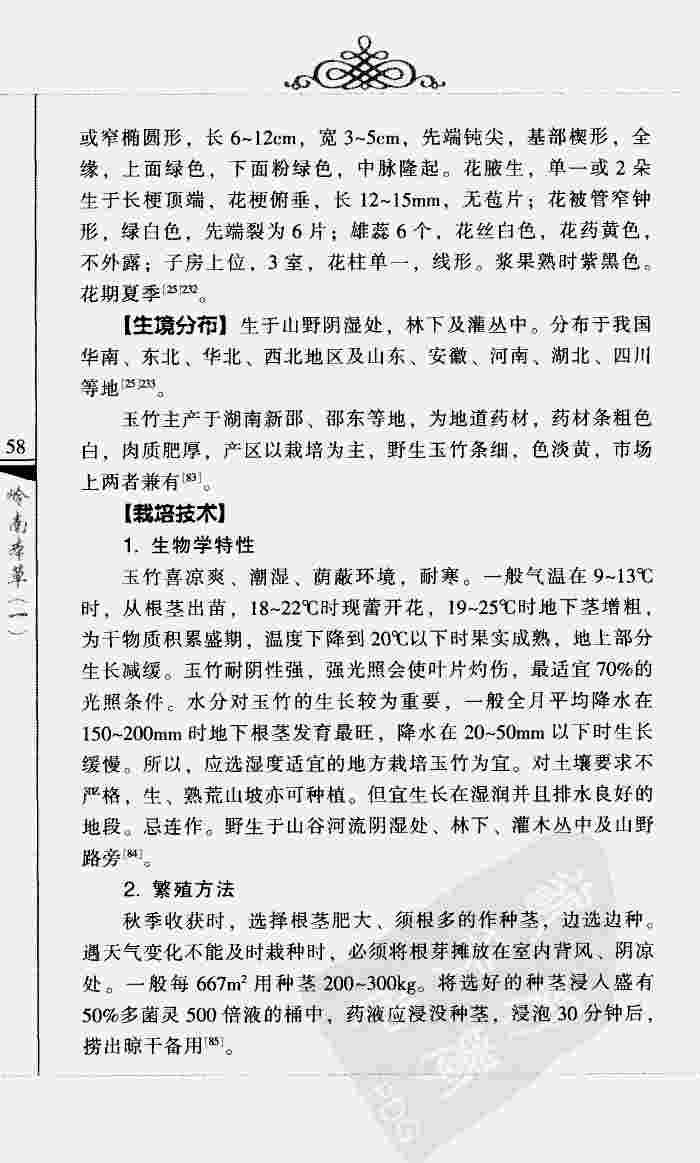 或窄椭圆形，长 6~12cm，宽 3~5cm，先端钝尖，基部楔形，全
缘，上面绿色，下面粉绿色，中脉隆起。花腋生，单一或 2 朵
生于长梗顶端，花梗俯垂，长 12~15mm，无苞片；花被管窄钟
形，绿白色，先端裂为 6 片；雄蕊 6 个，花丝白色，花药黄色，
不外露；子房上位，3 室，花柱单一，线形。浆果熟时紫黑色。
花期夏季[25]232。
【生境分布】生于山野阴湿处，林下及灌丛中。分布于我国
华南、东北、华北、西北地区及山东、安徽、河南、湖北、四川
等地[25]233。
玉竹主产于湖南新邵、邵东等地，为地道药材，药材条粗色
白，肉质肥厚，产区以栽培为主，野生玉竹条细，色淡黄，市场
上两者兼有[83]。
【栽培技术】
1. 生物学特性
玉竹喜凉爽、潮湿、荫蔽环境，耐寒。一般气温在 9~13℃
时，从根茎出苗，18~22℃时现蕾开花，19~25℃时地下茎增粗，
为干物质积累盛期，温度下降到 20℃以下时果实成熟，地上部分
生长减缓。玉竹耐阴性强，强光照会使叶片灼伤，最适宜 70%的
光照条件。水分对玉竹的生长较为重要，一般全月平均降水在
150~200mm 时地下根茎发育最旺，降水在 20~50mm 以下时生长
缓慢。所以，应选湿度适宜的地方栽培玉竹为宜。对土壤要求不
严格，生、熟荒山坡亦可种植。但宜生长在湿润并且排水良好的
地段。忌连作。野生于山谷河流阴湿处、林下、灌木丛中及山野
路旁[84]。
2. 繁殖方法
秋季收获时，选择根茎肥大、须根多的作种茎，边选边种。
遇天气变化不能及时栽种时，必须将根芽摊放在室内背风、阴凉
处。一般每 667m² 用种茎 200~300kg。将选好的种茎浸入盛有
50%多菌灵 500 倍液的桶中，药液应浸没种茎，浸泡 30 分钟后，
捞出晾干备用[85]。
58
岭南本草（一）
PDG